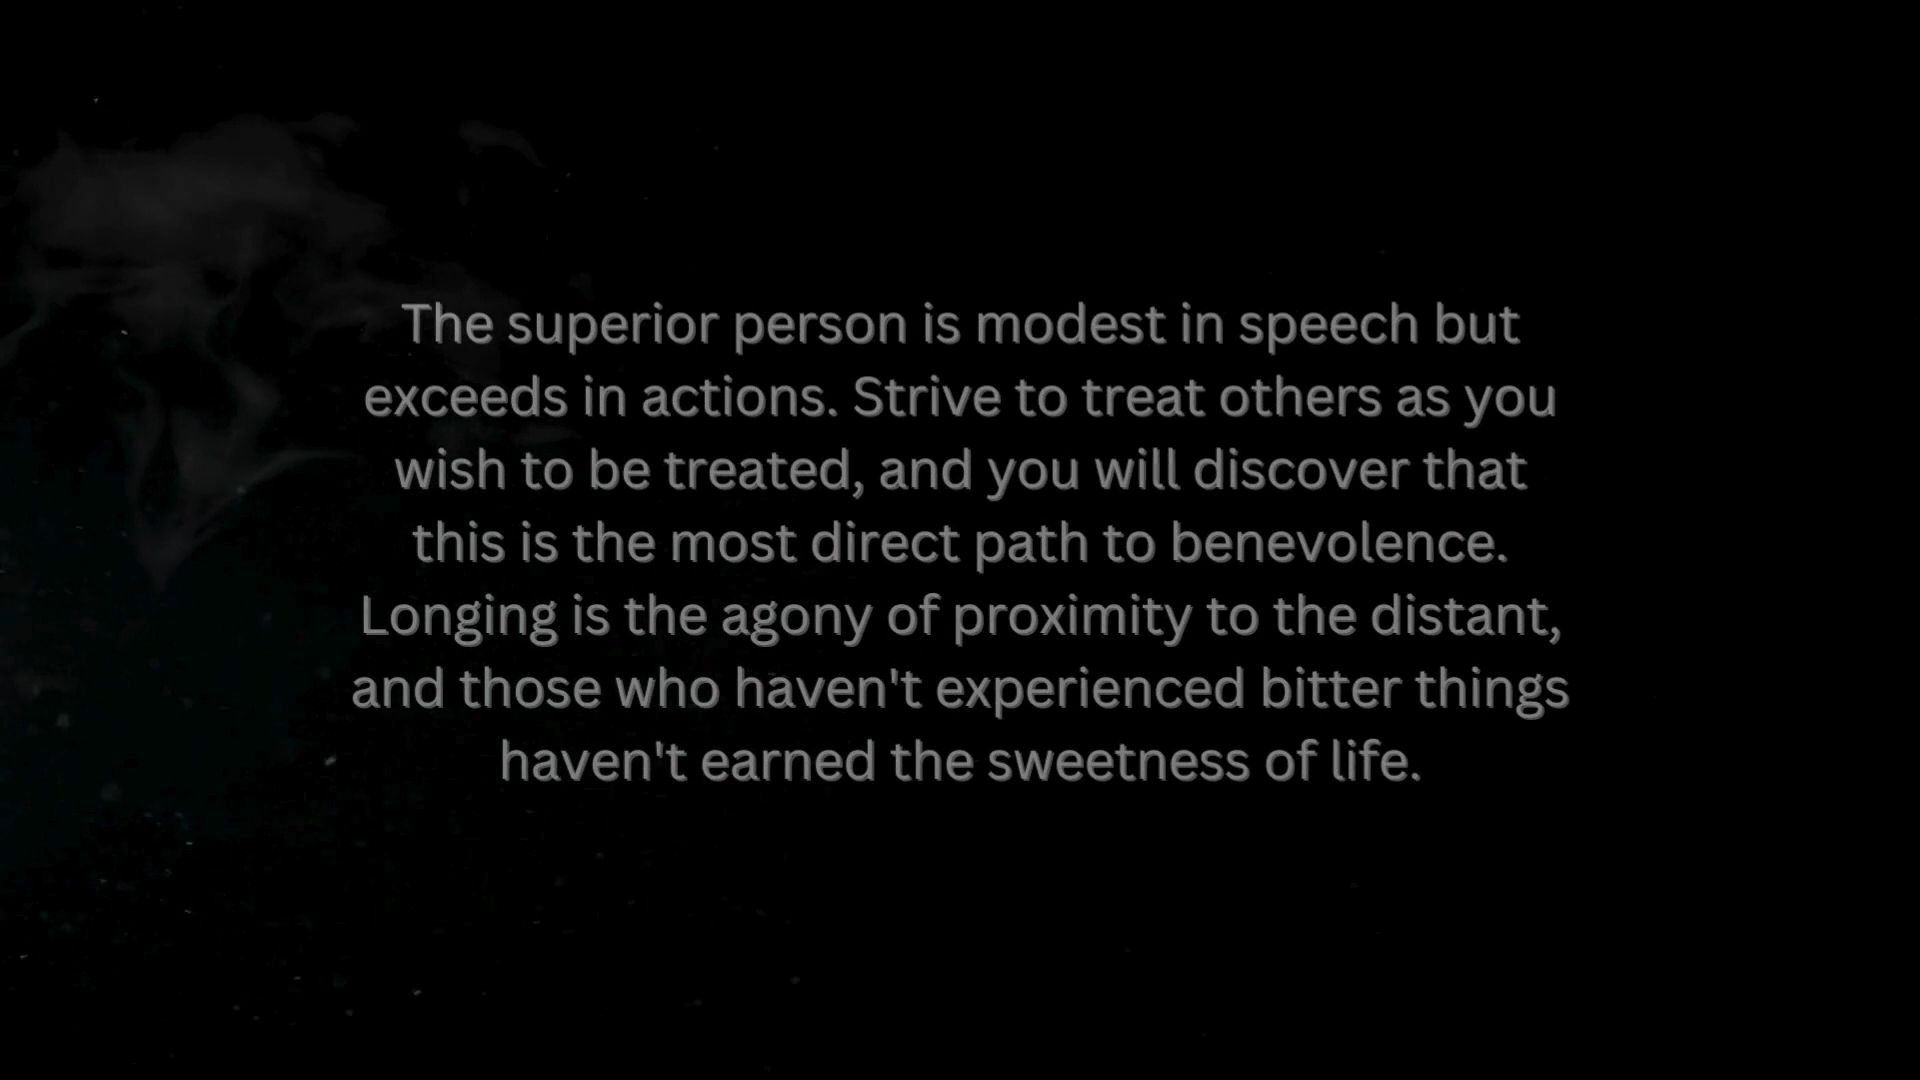 The superior person is modest in speech but
exceeds in actions. Strive to treat others as you
wish to be treated, and you will discover that
this is the most direct path to benevolence.
Longing is the agony of proximity to the distant,
and those who haven't experienced bitter things
haven't earned the sweetness of life.